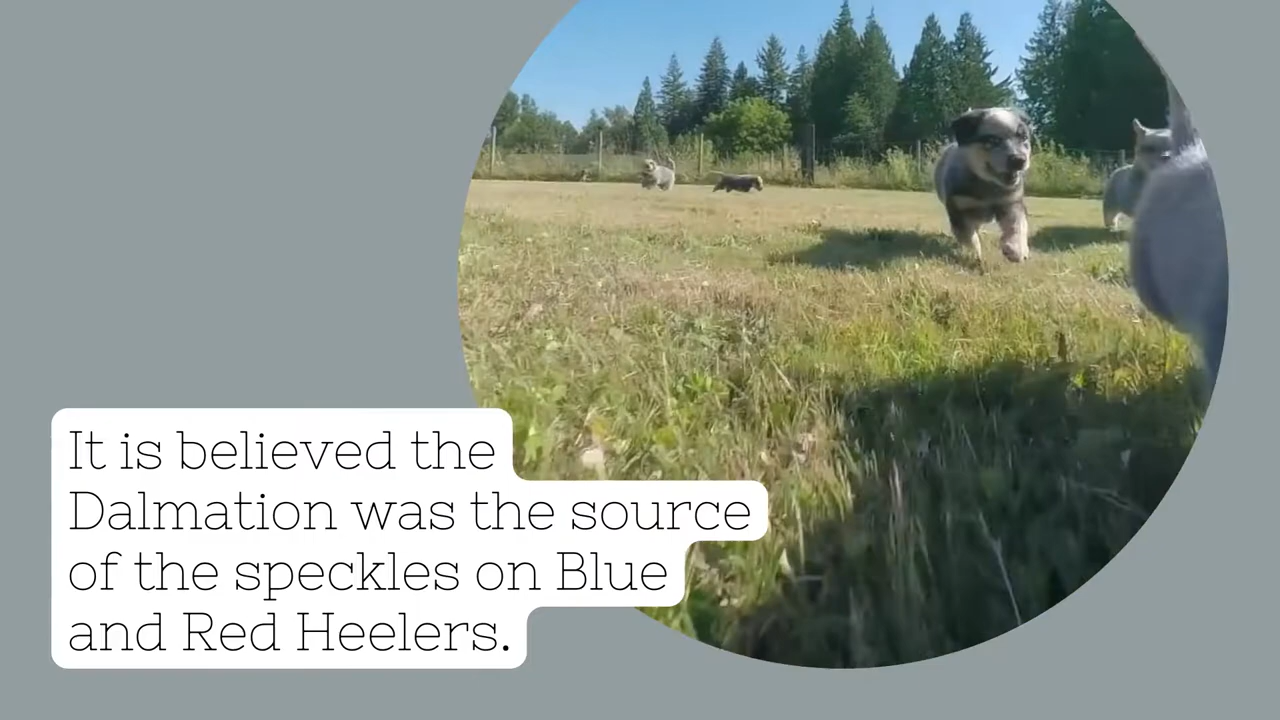 It is believed the
Dalmation was the source
of the speckles on Blue
and Red Heelers.